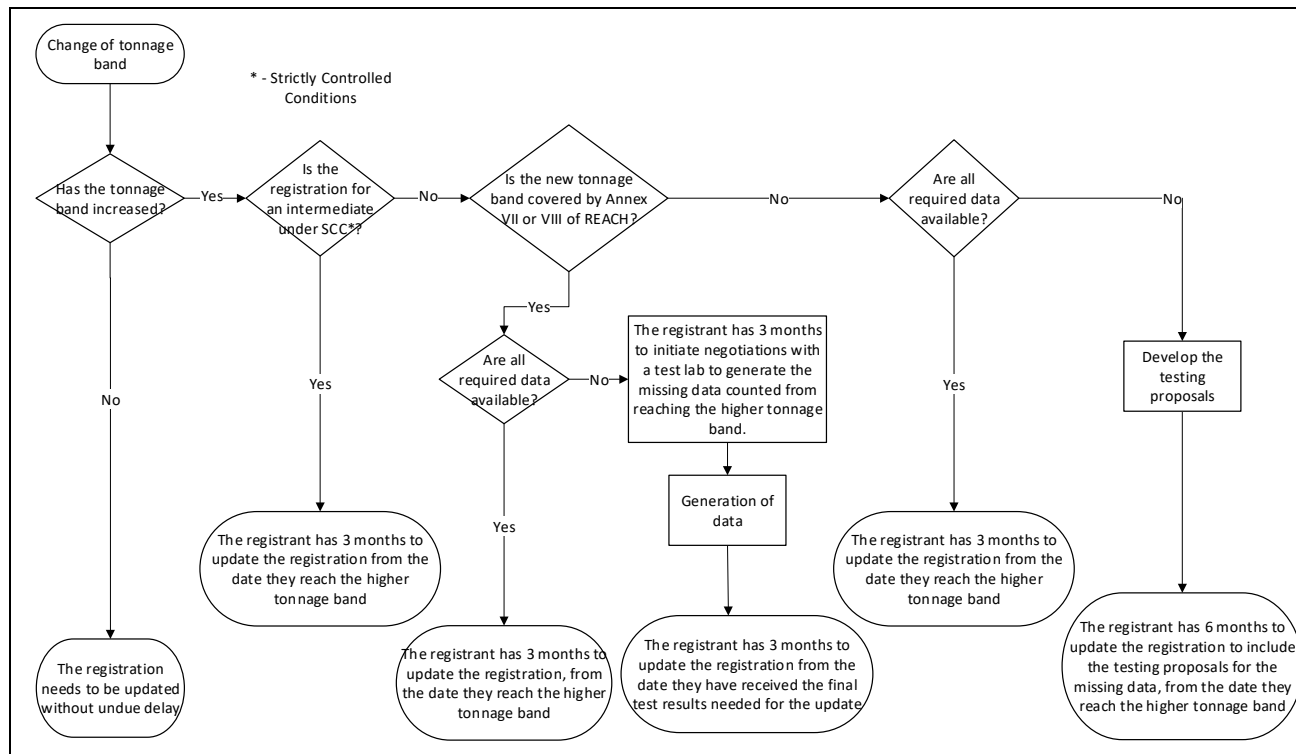 Change of tonnage
band
* - Strictly Controlled
Conditions
Has the tonnage
band increased?
Yes
Is the
registration for
an intermediate
under SCC*?
No
Is the new tonnage
band covered by Annex
VII or VIII of REACH?
No
Are all
required data
available?
No
Yes
The registrant has 3 months
to initiate negotiations with
a test lab to generate the
missing data counted from
reaching the higher tonnage
band.
Are all
required data
available?
No
Develop the
testing
proposals
No
Yes
Yes
Generation of
data
Yes
The registrant has 3 months to
update the registration from the
date they reach the higher
tonnage band
The registrant has 3 months to
update the registration from the
date they reach the higher
tonnage band
The registration
needs to be updated
without undue delay
The registrant has 3 months to
update the registration, from
the date they reach the higher
tonnage band
The registrant has 3 months to
update the registration from the
date they have received the final
test results needed for the update
The registrant has 6 months to
update the registration to include
the testing proposals for the
missing data, from the date they
reach the higher tonnage band